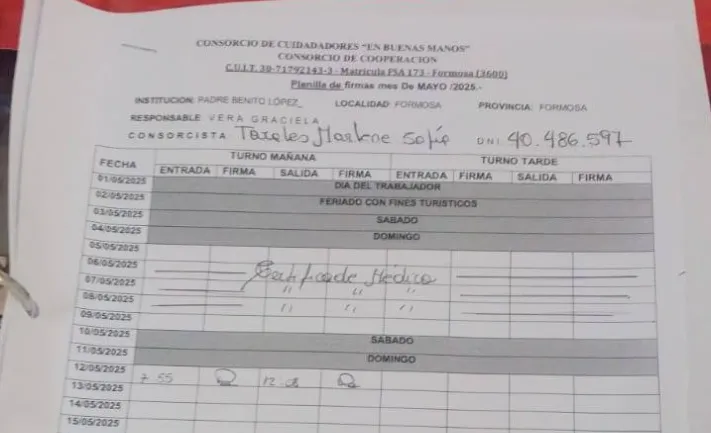 CONSORCIO DE CUIDADADORES "EN BUENAS MANOS"
CONSORCIO DE COOPERACION
C.U.I.T. 30-71792143-3 - Matricula FSA 173 - Formosa (3600)
Planilla de firmas mes De MAYO /2025.-
INSTITUCION: PADRE BENITO LÓPEZ_ LOCALIDAD: FORMOSA PROVINCIA: FORMOSA
RESPONSABLE: VERA GRACIELA
CONSORCISTA: Marlene Sofía DNI: 40.486.597
FECHA TURNO MAÑANA TURNO TARDE
ENTRADA FIRMA SALIDA FIRMA ENTRADA FIRMA SALIDA FIRMA
01/05/2025 DIA DEL TRABAJADOR
02/05/2025 FERIADO CON FINES TURISTICOS
03/05/2025 SABADO
04/05/2025 DOMINGO
05/05/2025
06/05/2025 Certificado Médico
07/05/2025 " " "
08/05/2025 " " "
09/05/2025
10/05/2025 SABADO
11/05/2025 DOMINGO
12/05/2025 7 55
13/05/2025
14/05/2025
15/05/2025